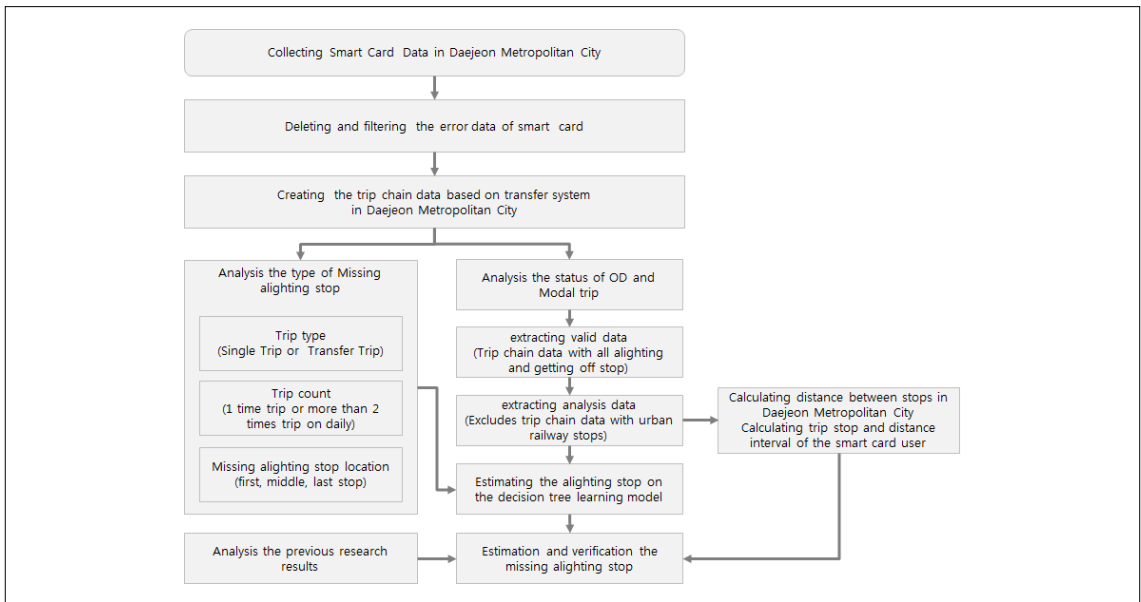 Collecting Smart Card Data in Daejeon Metropolitan City
Deleting and filtering the error data of smart card
Creating the trip chain data based on transfer system
in Daejeon Metropolitan City
Analysis the type of Missing
alighting stop
Trip type
(Single Trip or Transfer Trip)
Trip count
(1 time trip or more than 2
times trip on daily)
Missing alighting stop location
(first, middle, last stop)
Analysis the status of OD and
Modal trip
extracting valid data
(Trip chain data with all alighting
and getting off stop)
extracting analysis data
(Excludes trip chain data with urban
railway stops)
Calculating distance between stops in
Daejeon Metropolitan City
Calculating trip stop and distance
interval of the smart card user
Estimating the alighting stop on
the decision tree learning model
Analysis the previous research
results
Estimation and verification the
missing alighting stop